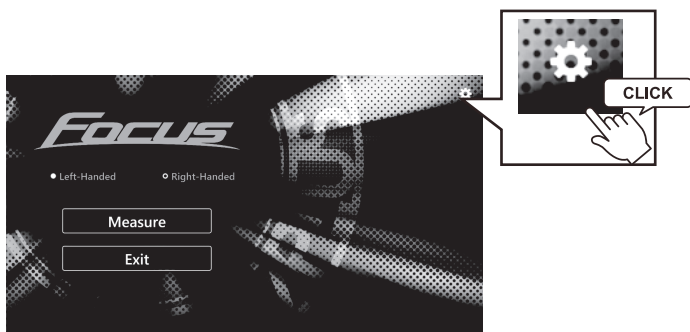 CLICK
Focus
Left-Handed Right-Handed
Measure
Exit